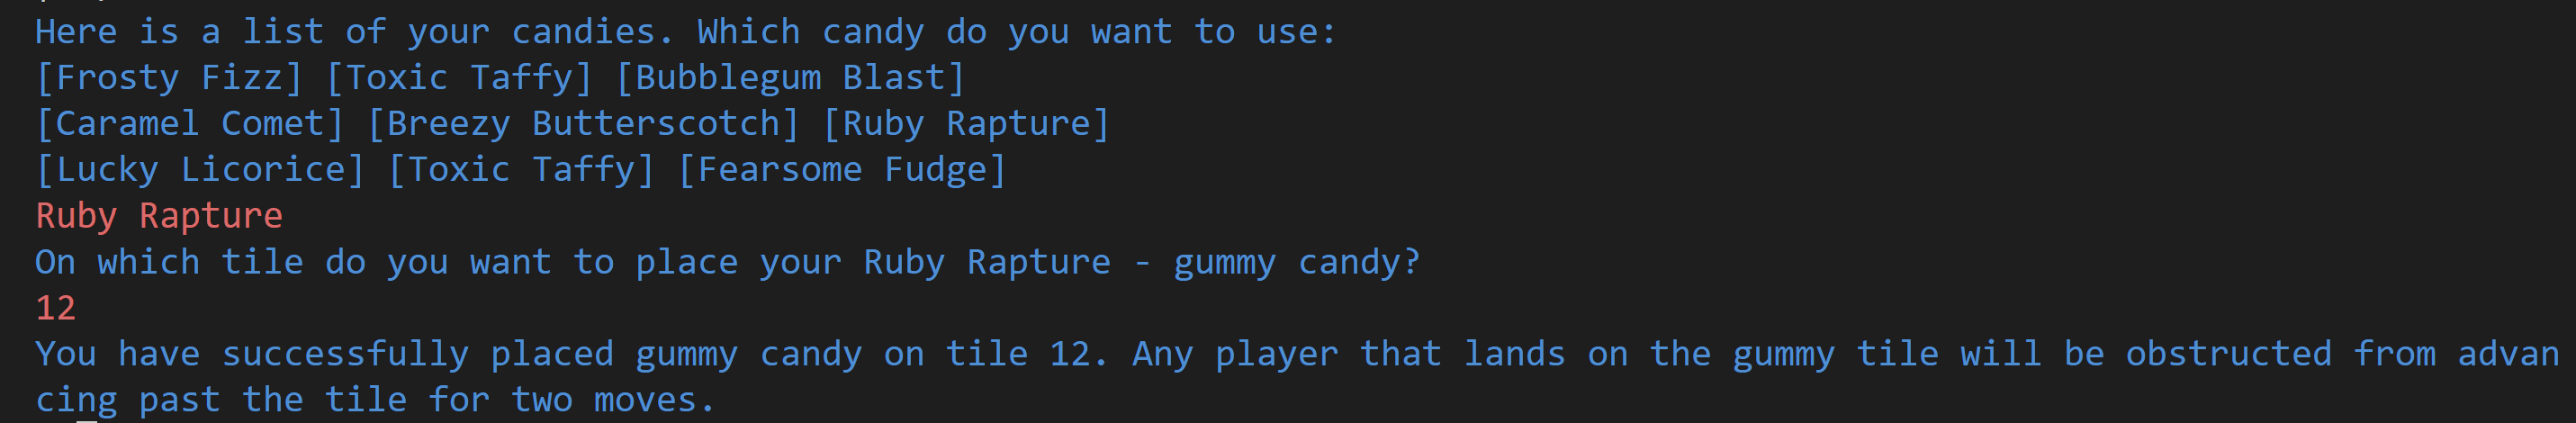 Here is a list of your candies. Which candy do you want to use:
[Frosty Fizz] [Toxic Taffy] [Bubblegum Blast]
[Caramel Comet] [Breezy Butterscotch] [Ruby Rapture]
[Lucky Licorice] [Toxic Taffy] [Fearsome Fudge]
Ruby Rapture
On which tile do you want to place your Ruby Rapture - gummy candy?
12
You have successfully placed gummy candy on tile 12. Any player that lands on the gummy tile will be obstructed from advan
cing past the tile for two moves.